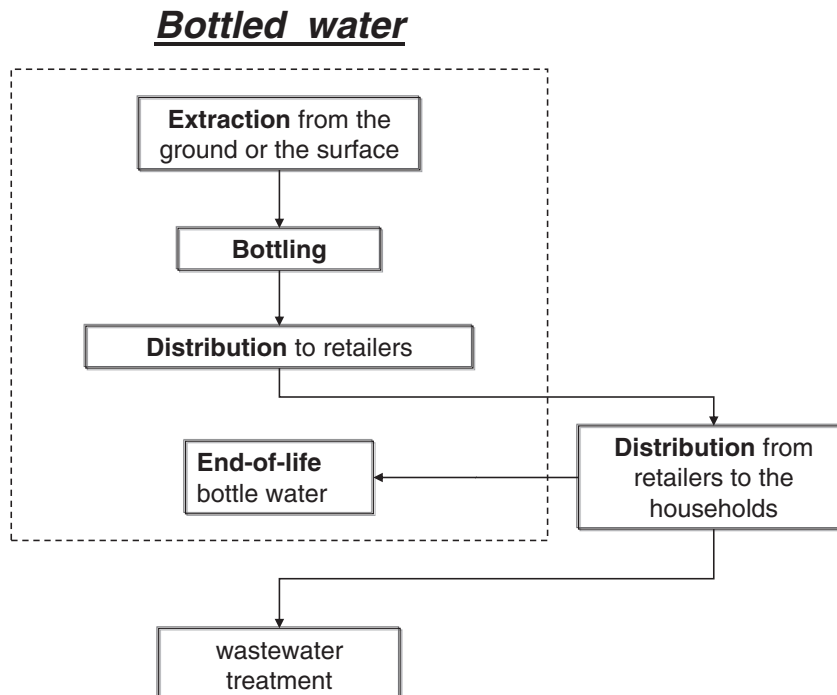 Bottled water
Extraction from the
ground or the surface
Bottling
Distribution to retailers
Distribution from
retailers to the
households
End-of-life
bottle water
wastewater
treatment